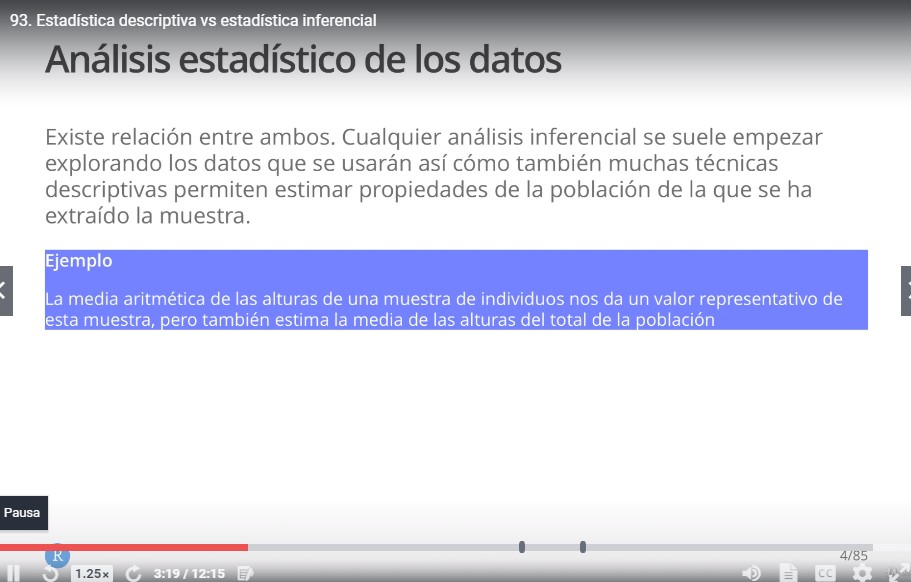 93. Estadística descriptiva vs estadística inferencial
Análisis estadístico de los datos
Existe relación entre ambos. Cualquier análisis inferencial se suele empezar
explorando los datos que se usarán así cómo también muchas técnicas
descriptivas permiten estimar propiedades de la población de la que se ha
extraído la muestra.
Ejemplo
La media aritmética de las alturas de una muestra de individuos nos da un valor representativo de
esta muestra, pero también estima la media de las alturas del total de la población
Pausa
R
4/85
1.25×
3:19 / 12:15
CC